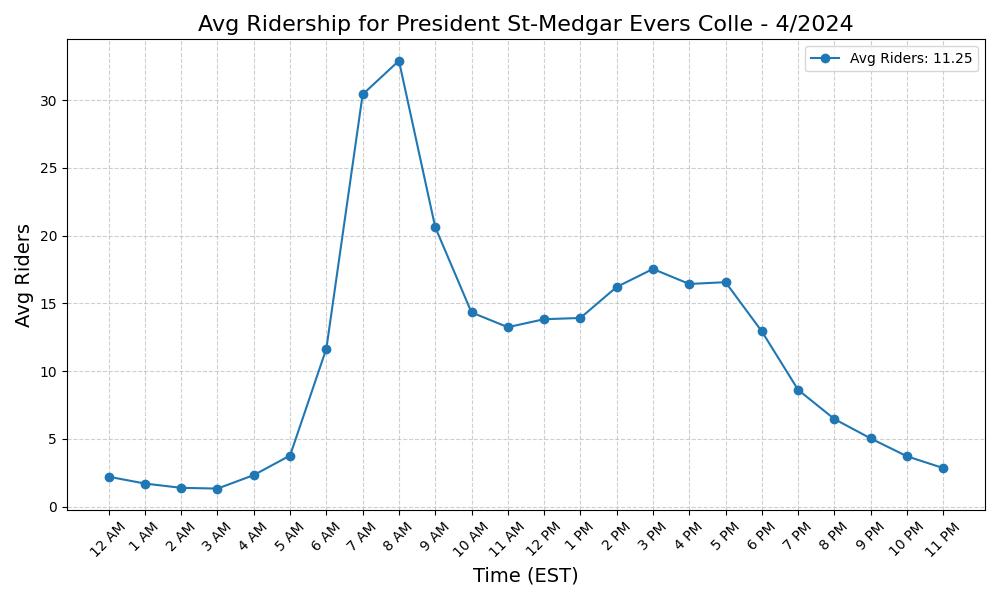 Avg Ridership for President St-Medgar Evers Colle - 4/2024
Avg Riders: 11.25
Avg Riders
30
25
20
15
10
5
0
12 AM
1 AM
2 AM
3 AM
4 AM
5 AM
6 AM
7 AM
8 AM
9 AM
10 AM
11 AM
12 PM
1 PM
2 PM
3 PM
4 PM
5 PM
6 PM
7 PM
8 PM
9 PM
10 PM
11 PM
Time (EST)